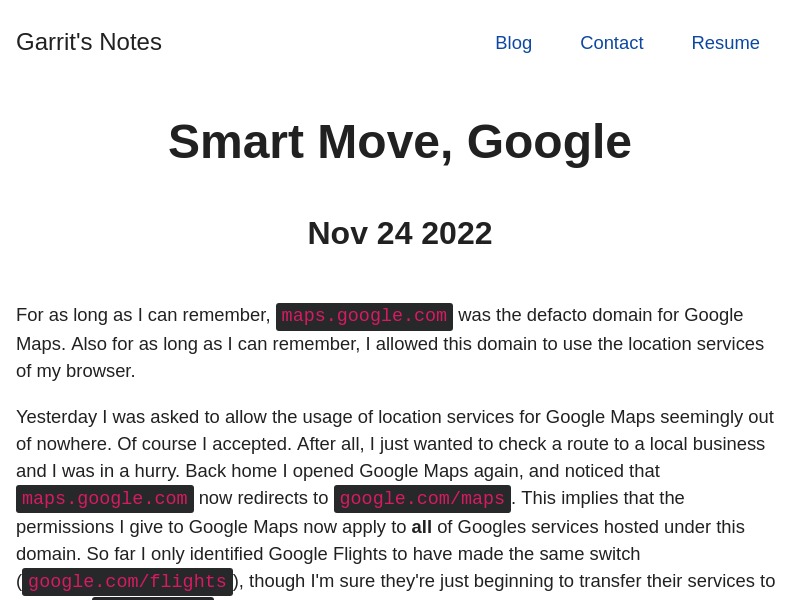 Garrit's Notes
Blog Contact Resume
Smart Move, Google
Nov 24 2022
For as long as I can remember, maps.google.com was the defacto domain for Google
Maps. Also for as long as I can remember, I allowed this domain to use the location services
of my browser.
Yesterday I was asked to allow the usage of location services for Google Maps seemingly out
of nowhere. Of course I accepted. After all, I just wanted to check a route to a local business
and I was in a hurry. Back home I opened Google Maps again, and noticed that
maps.google.com now redirects to google.com/maps. This implies that the
permissions I give to Google Maps now apply to all of Googles services hosted under this
domain. So far I only identified Google Flights to have made the same switch
(google.com/flights), though I'm sure they're just beginning to transfer their services to